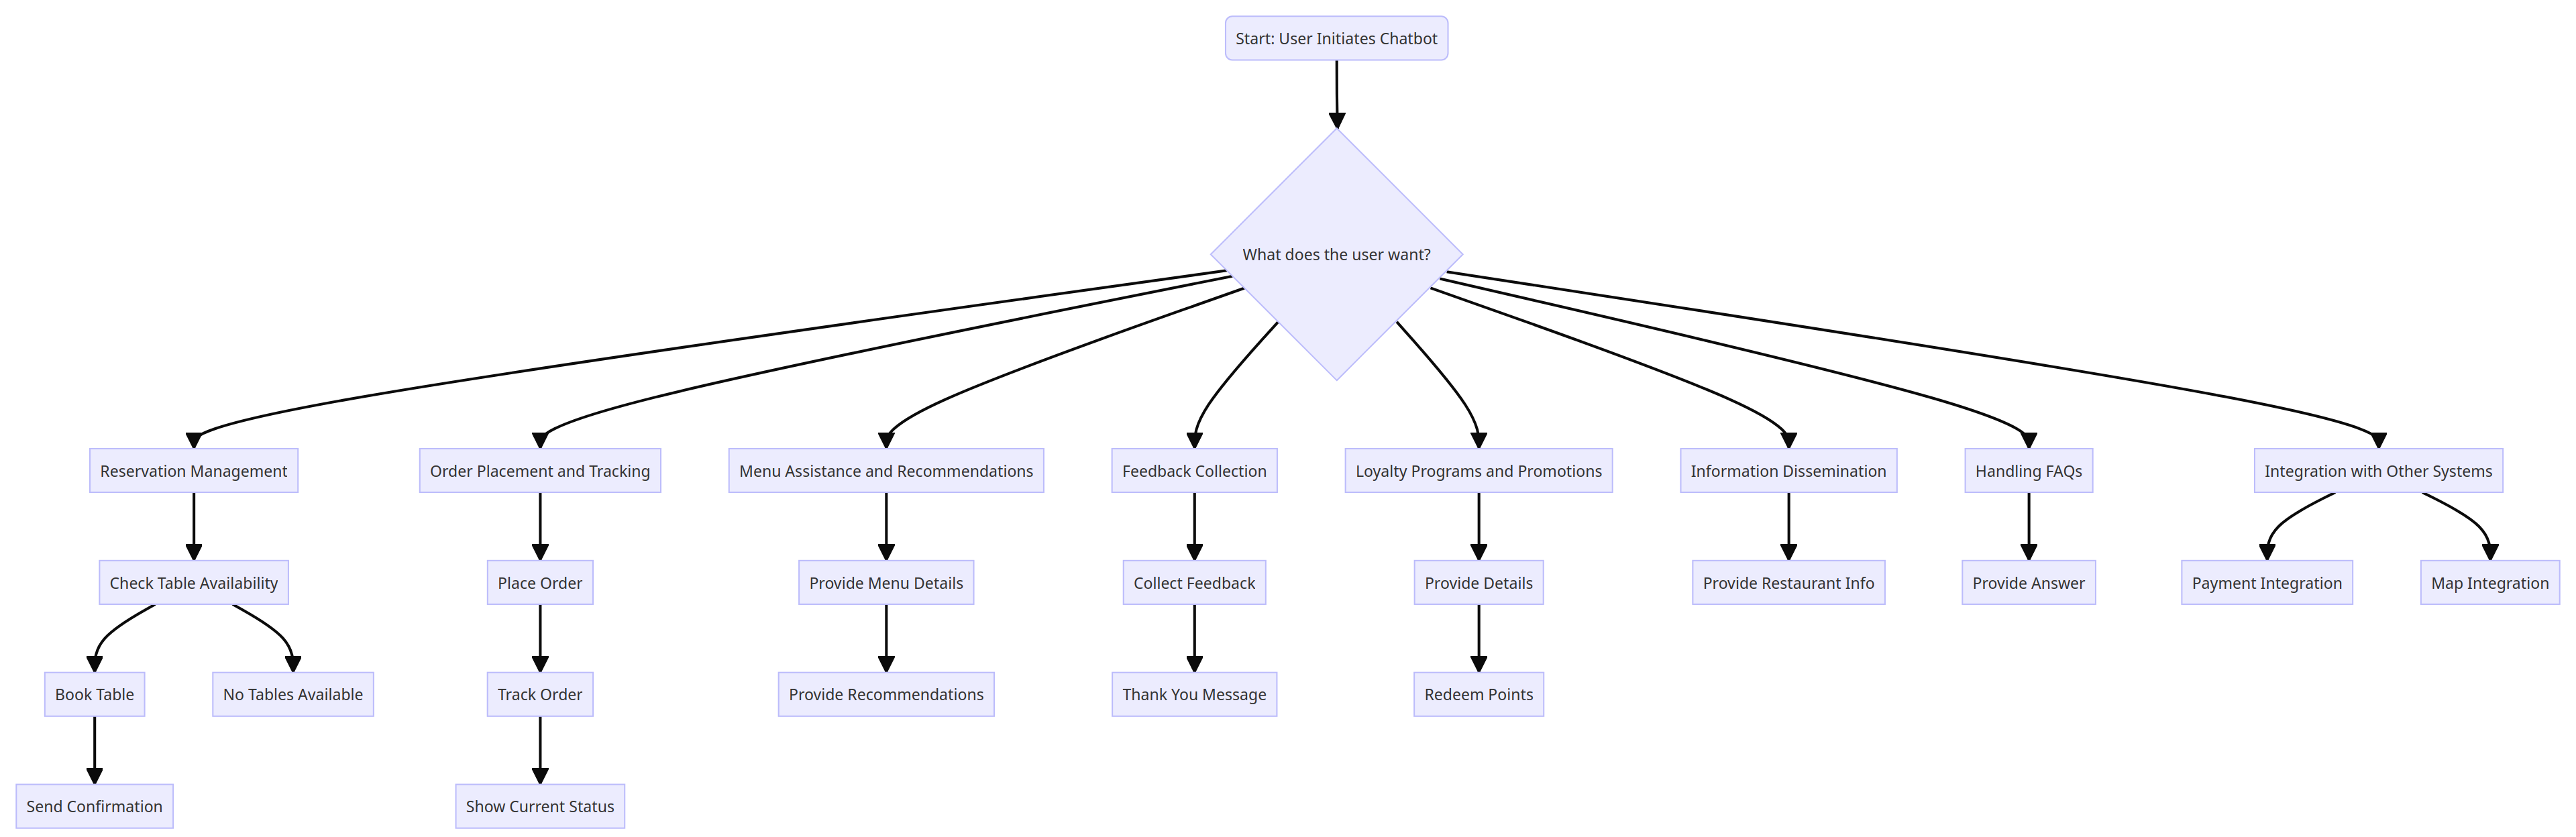 Start: User Initiates Chatbot
What does the user want?
Reservation Management
Order Placement and Tracking
Menu Assistance and Recommendations
Feedback Collection
Loyalty Programs and Promotions
Information Dissemination
Handling FAQs
Integration with Other Systems
Check Table Availability
Place Order
Provide Menu Details
Collect Feedback
Provide Details
Provide Restaurant Info
Provide Answer
Payment Integration
Map Integration
Book Table
No Tables Available
Track Order
Provide Recommendations
Thank You Message
Redeem Points
Send Confirmation
Show Current Status